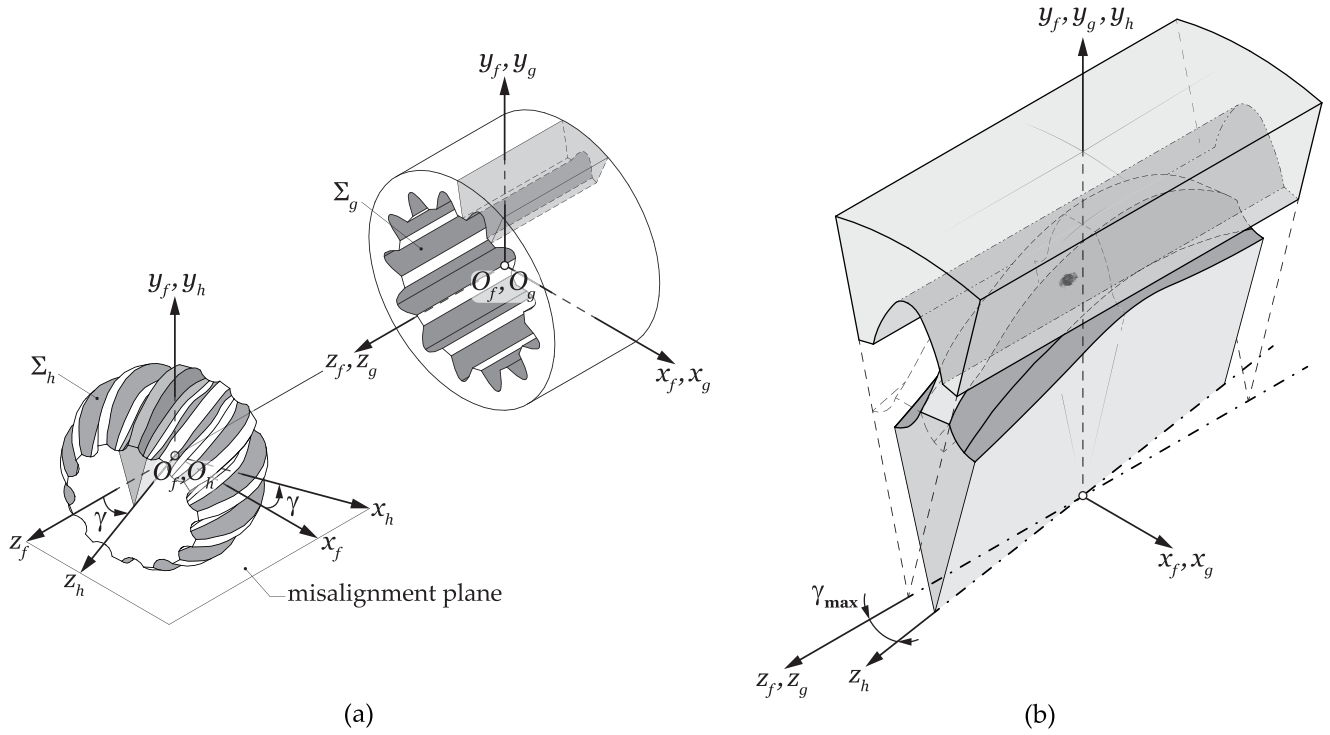 y_f, y_g
Σ_g
O_f, O_g
z_f, z_g
x_f, x_g
y_f, y_h
Σ_h
O_f, O_h
γ
γ
z_f
z_h
x_h
x_f
misalignment plane
(a)
y_f, y_g, y_h
x_f, x_g
γ_max
z_f, z_g
z_h
(b)